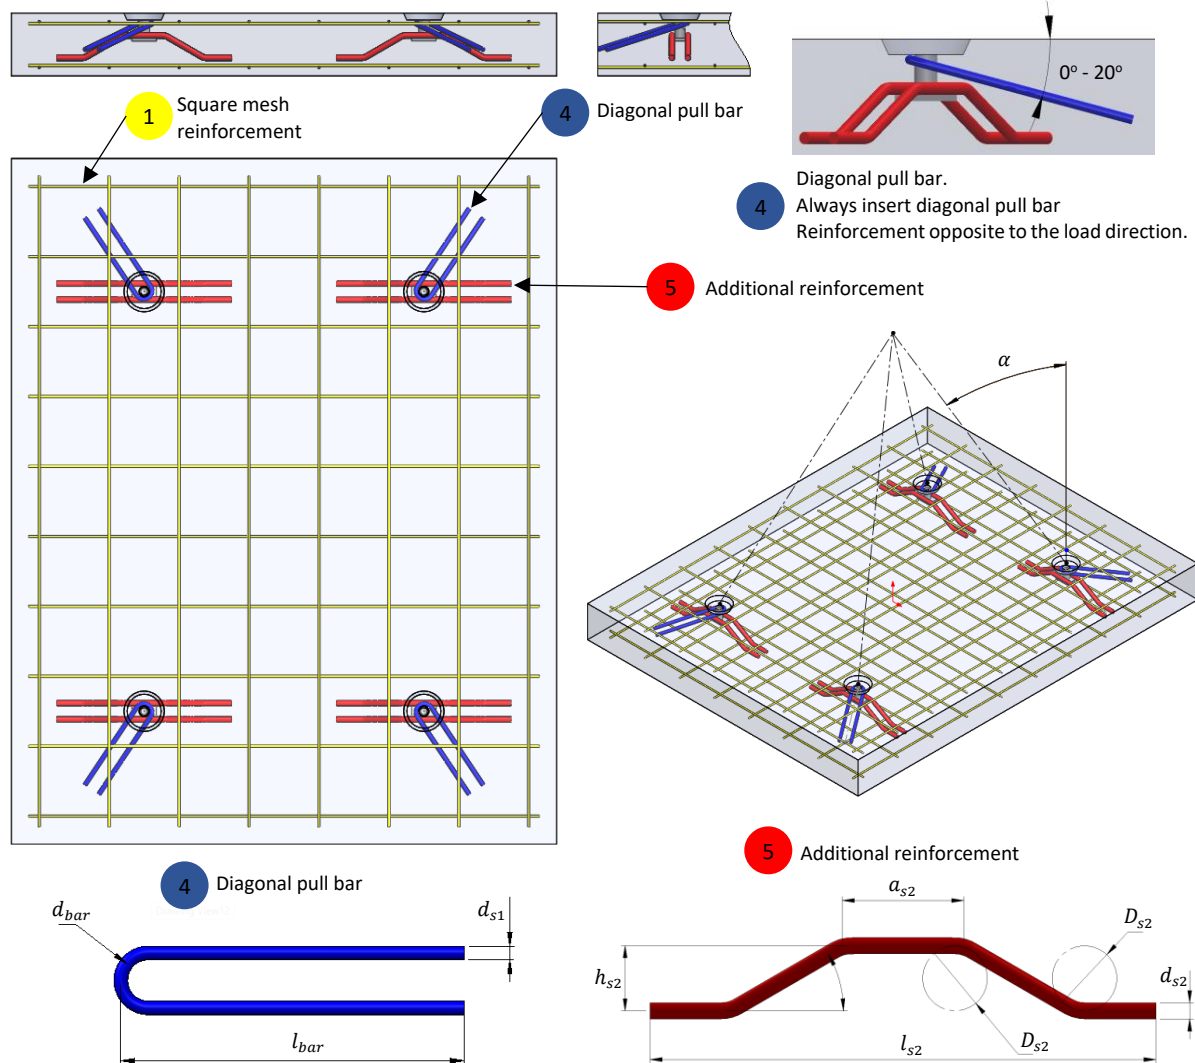 0° - 20°
1
Square mesh
reinforcement
4
Diagonal pull bar
4
Diagonal pull bar.
Always insert diagonal pull bar
Reinforcement opposite to the load direction.
5
Additional reinforcement
α
4
Diagonal pull bar
d_bar
d_s1
l_bar
5
Additional reinforcement
a_s2
D_s2
h_s2
d_s2
D_s2
l_s2